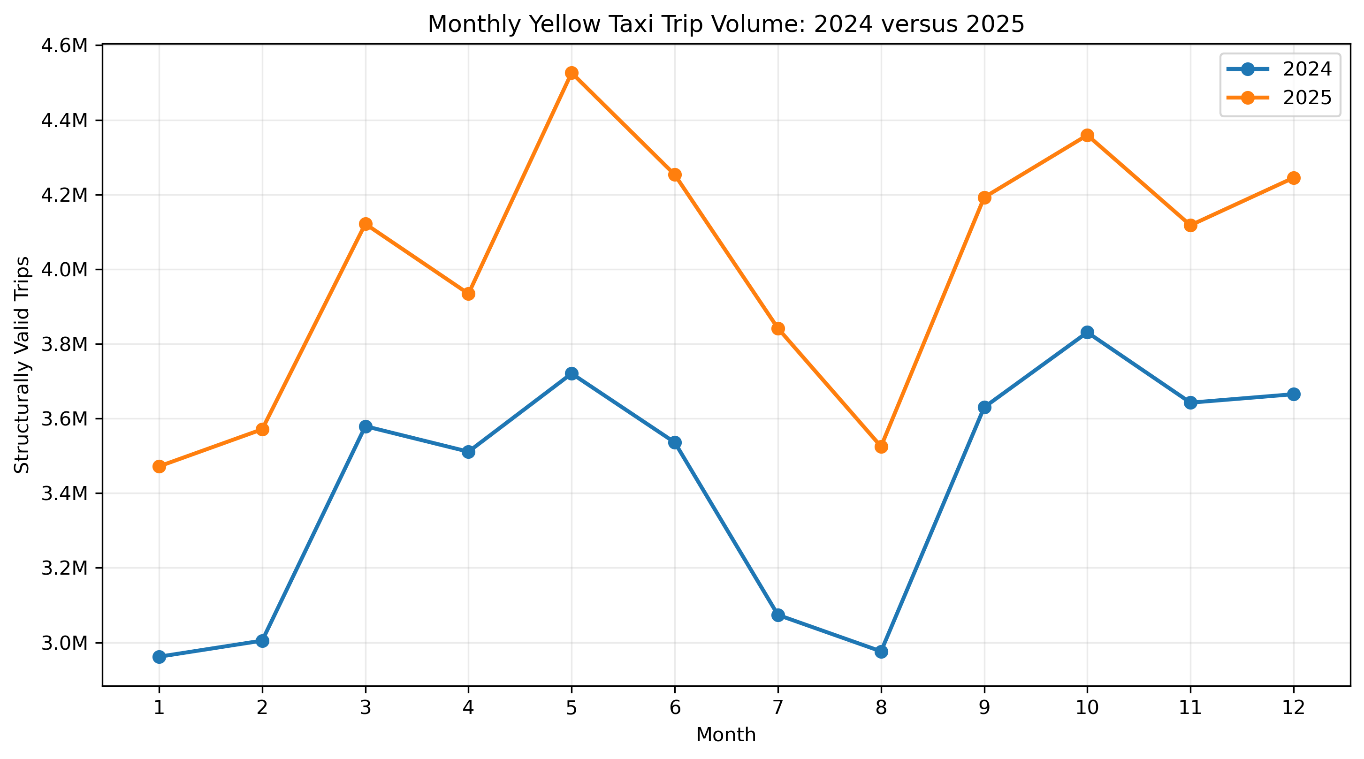 Monthly Yellow Taxi Trip Volume: 2024 versus 2025
2024
2025
4.6M
4.4M
4.2M
4.0M
3.8M
3.6M
3.4M
3.2M
3.0M
Structurally Valid Trips
1 2 3 4 5 6 7 8 9 10 11 12
Month